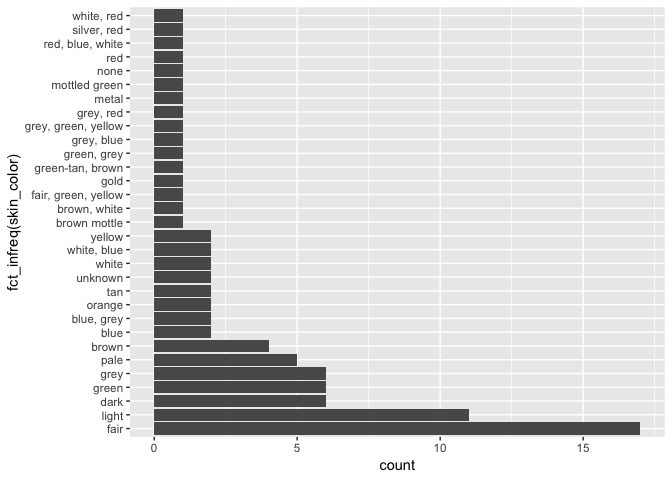 white, red
silver, red
red, blue, white
red
none
mottled green
metal
grey, red
grey, green, yellow
grey, blue
green, grey
green-tan, brown
gold
fair, green, yellow
brown, white
brown mottle
yellow
white, blue
white
unknown
tan
orange
blue, grey
blue
brown
pale
grey
green
dark
light
fair
fct_infreq(skin_color)
0 5 10 15
count